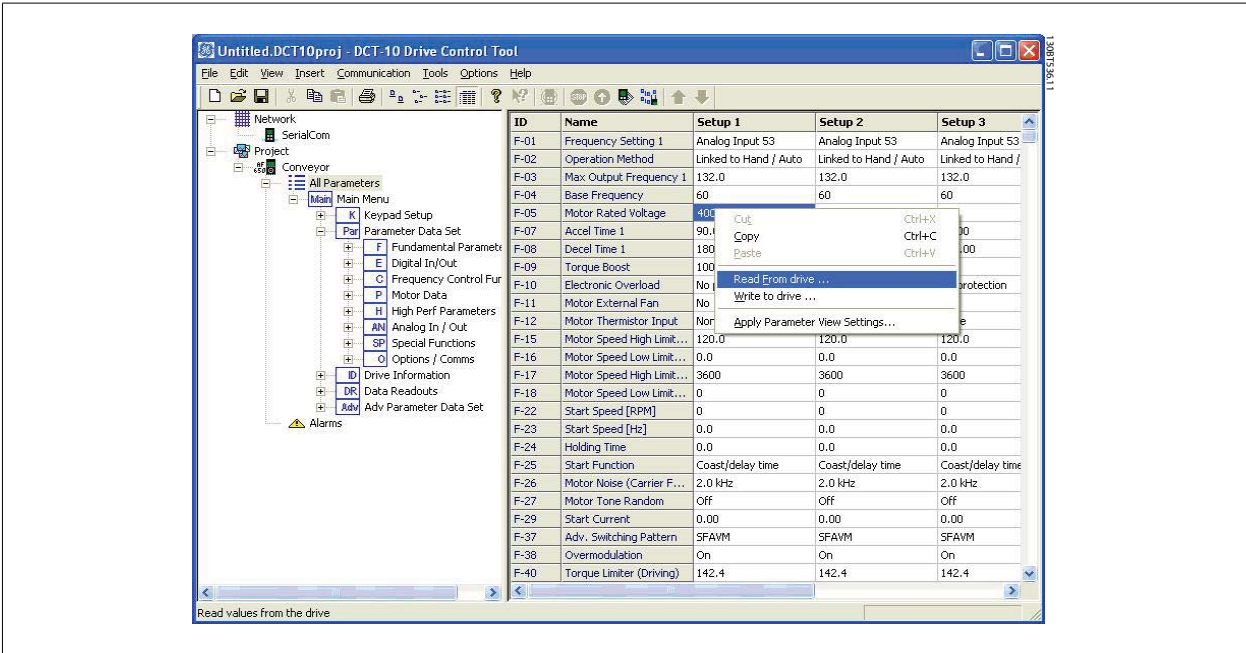 Untitled.DCT10proj - DCT-10 Drive Control Tool
File Edit View Insert Communication Tools Options Help
Network
SerialCom
Project
AF 650 Conveyor
All Parameters
Main Main Menu
K Keypad Setup
Par Parameter Data Set
F Fundamental Paramete
E Digital In/Out
C Frequency Control Fur
P Motor Data
H High Perf Parameters
AN Analog In / Out
SP Special Functions
O Options / Comms
ID Drive Information
DR Data Readouts
Adv Adv Parameter Data Set
Alarms
ID Name Setup 1 Setup 2 Setup 3
F-01 Frequency Setting 1 Analog Input 53 Analog Input 53 Analog Input 53
F-02 Operation Method Linked to Hand / Auto Linked to Hand / Auto Linked to Hand /
F-03 Max Output Frequency 1 132.0 132.0 132.0
F-04 Base Frequency 60 60 60
F-05 Motor Rated Voltage 400
F-07 Accel Time 1 90. 00
F-08 Decel Time 1 180 .00
F-09 Torque Boost 100
F-10 Electronic Overload No protection
F-11 Motor External Fan No
F-12 Motor Thermistor Input Nor e
F-15 Motor Speed High Limit... 120.0 120.0 120.0
F-16 Motor Speed Low Limit... 0.0 0.0 0.0
F-17 Motor Speed High Limit... 3600 3600 3600
F-18 Motor Speed Low Limit... 0 0 0
F-22 Start Speed [RPM] 0 0 0
F-23 Start Speed [Hz] 0.0 0.0 0.0
F-24 Holding Time 0.0 0.0 0.0
F-25 Start Function Coast/delay time Coast/delay time Coast/delay time
F-26 Motor Noise (Carrier F... 2.0 kHz 2.0 kHz 2.0 kHz
F-27 Motor Tone Random Off Off Off
F-29 Start Current 0.00 0.00 0.00
F-37 Adv. Switching Pattern SFAVM SFAVM SFAVM
F-38 Overmodulation On On On
F-40 Torque Limiter (Driving) 142.4 142.4 142.4
Cut Ctrl+X
Copy Ctrl+C
Paste Ctrl+V
Read From drive ...
Write to drive ...
Apply Parameter View Settings...
Read values from the drive
130BT536.11